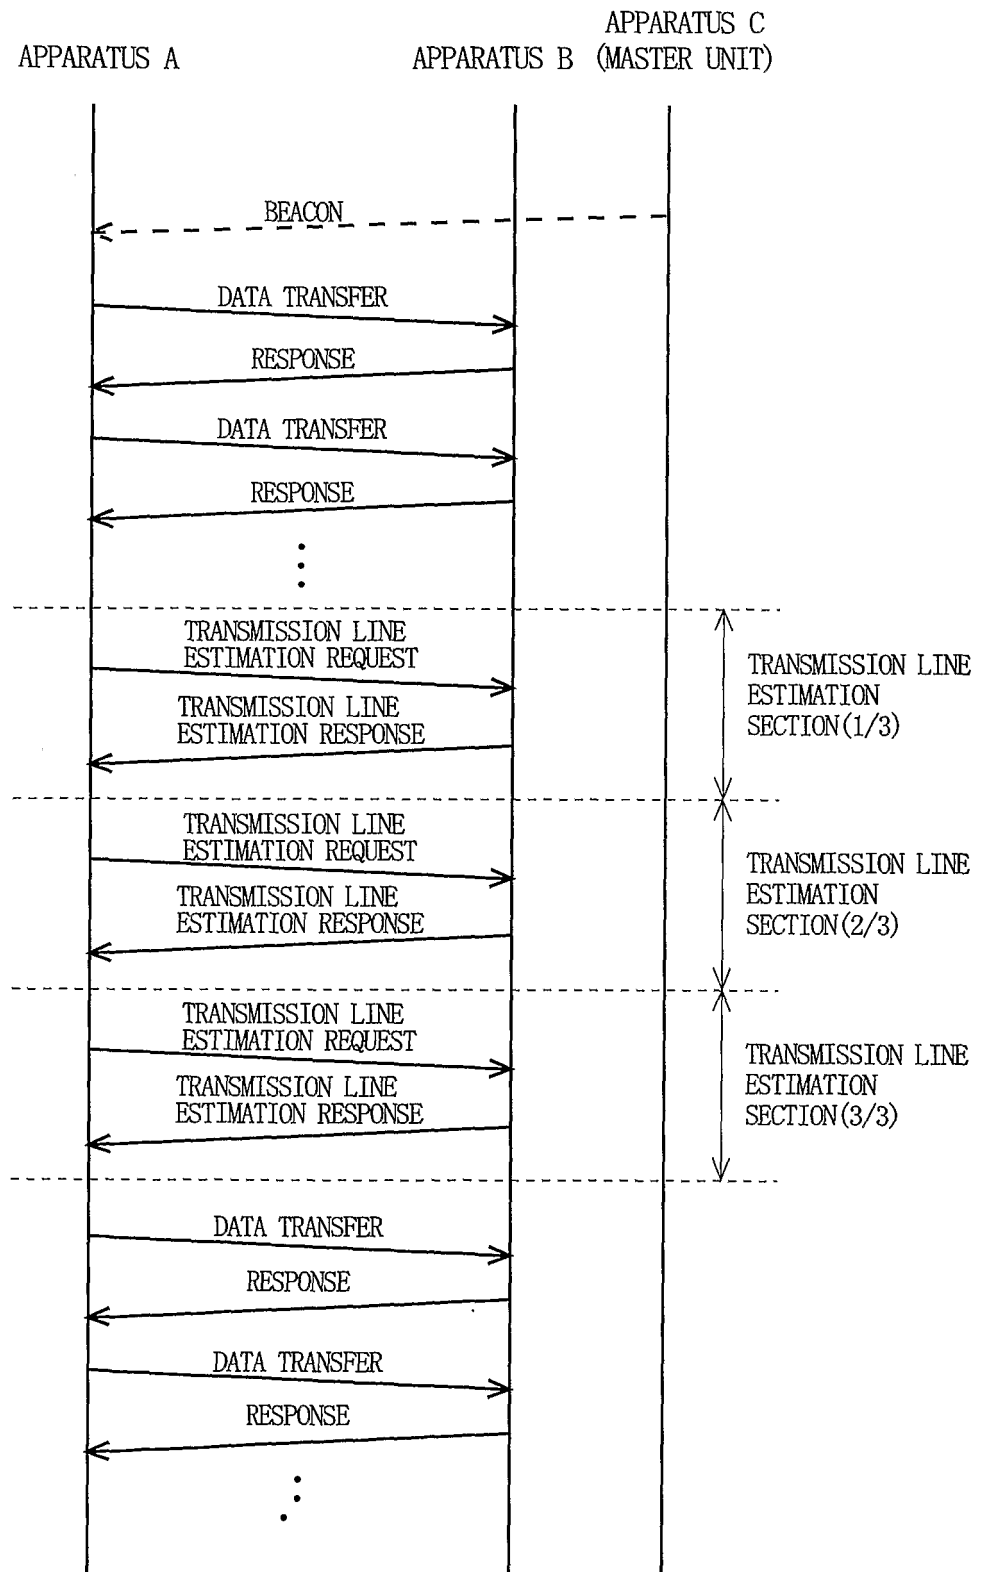 APPARATUS C
APPARATUS A
APPARATUS B
(MASTER UNIT)
BEACON
DATA TRANSFER
RESPONSE
DATA TRANSFER
RESPONSE
TRANSMISSION LINE
ESTIMATION REQUEST
TRANSMISSION LINE
ESTIMATION RESPONSE
TRANSMISSION LINE
ESTIMATION
SECTION(1/3)
TRANSMISSION LINE
ESTIMATION REQUEST
TRANSMISSION LINE
ESTIMATION RESPONSE
TRANSMISSION LINE
ESTIMATION
SECTION(2/3)
TRANSMISSION LINE
ESTIMATION REQUEST
TRANSMISSION LINE
ESTIMATION RESPONSE
TRANSMISSION LINE
ESTIMATION
SECTION(3/3)
DATA TRANSFER
RESPONSE
DATA TRANSFER
RESPONSE